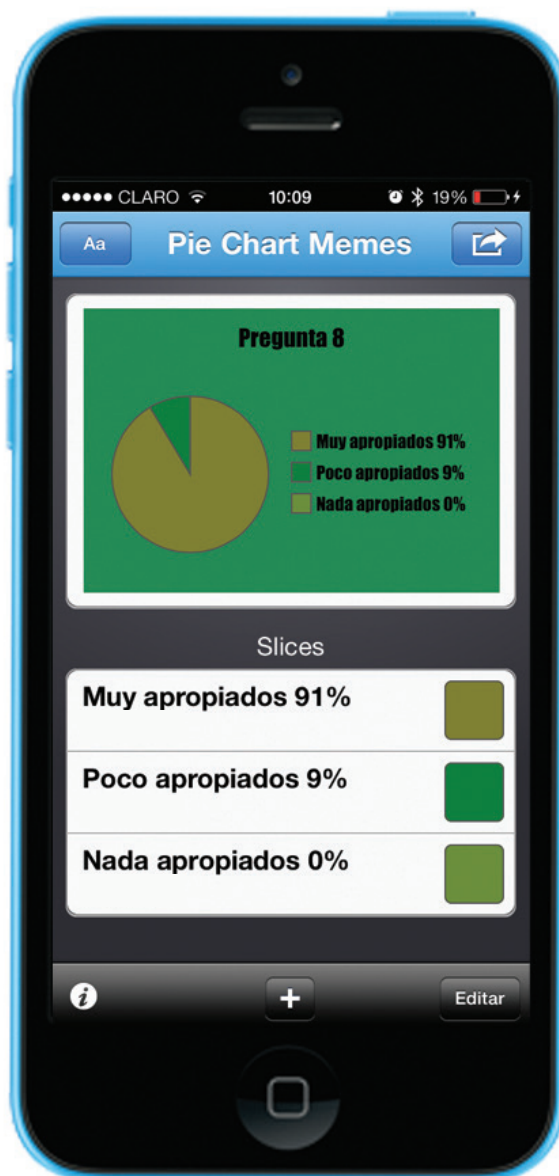 CLARO 10:09 19%
Aa Pie Chart Memes
Pregunta 8
Muy apropiados 91%
Poco apropiados 9%
Nada apropiados 0%
Slices
Muy apropiados 91%
Poco apropiados 9%
Nada apropiados 0%
i + Editar